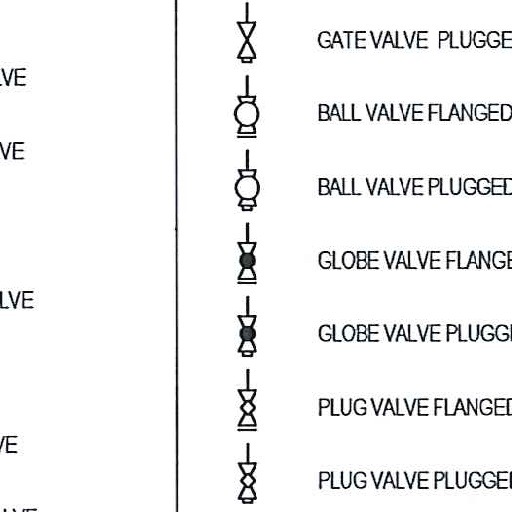 LVE
VE
LVE
VE
GATE VALVE PLUGGE
BALL VALVE FLANGED
BALL VALVE PLUGGED
GLOBE VALVE FLANGE
GLOBE VALVE PLUGG
PLUG VALVE FLANGED
PLUG VALVE PLUGGED